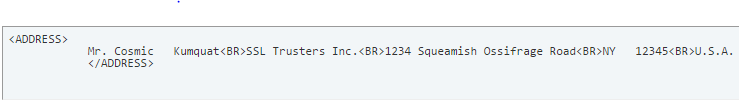 <ADDRESS>
Mr. Cosmic Kumquat<BR>SSL Trusters Inc.<BR>1234 Squeamish Ossifrage Road<BR>NY 12345<BR>U.S.A.
</ADDRESS>